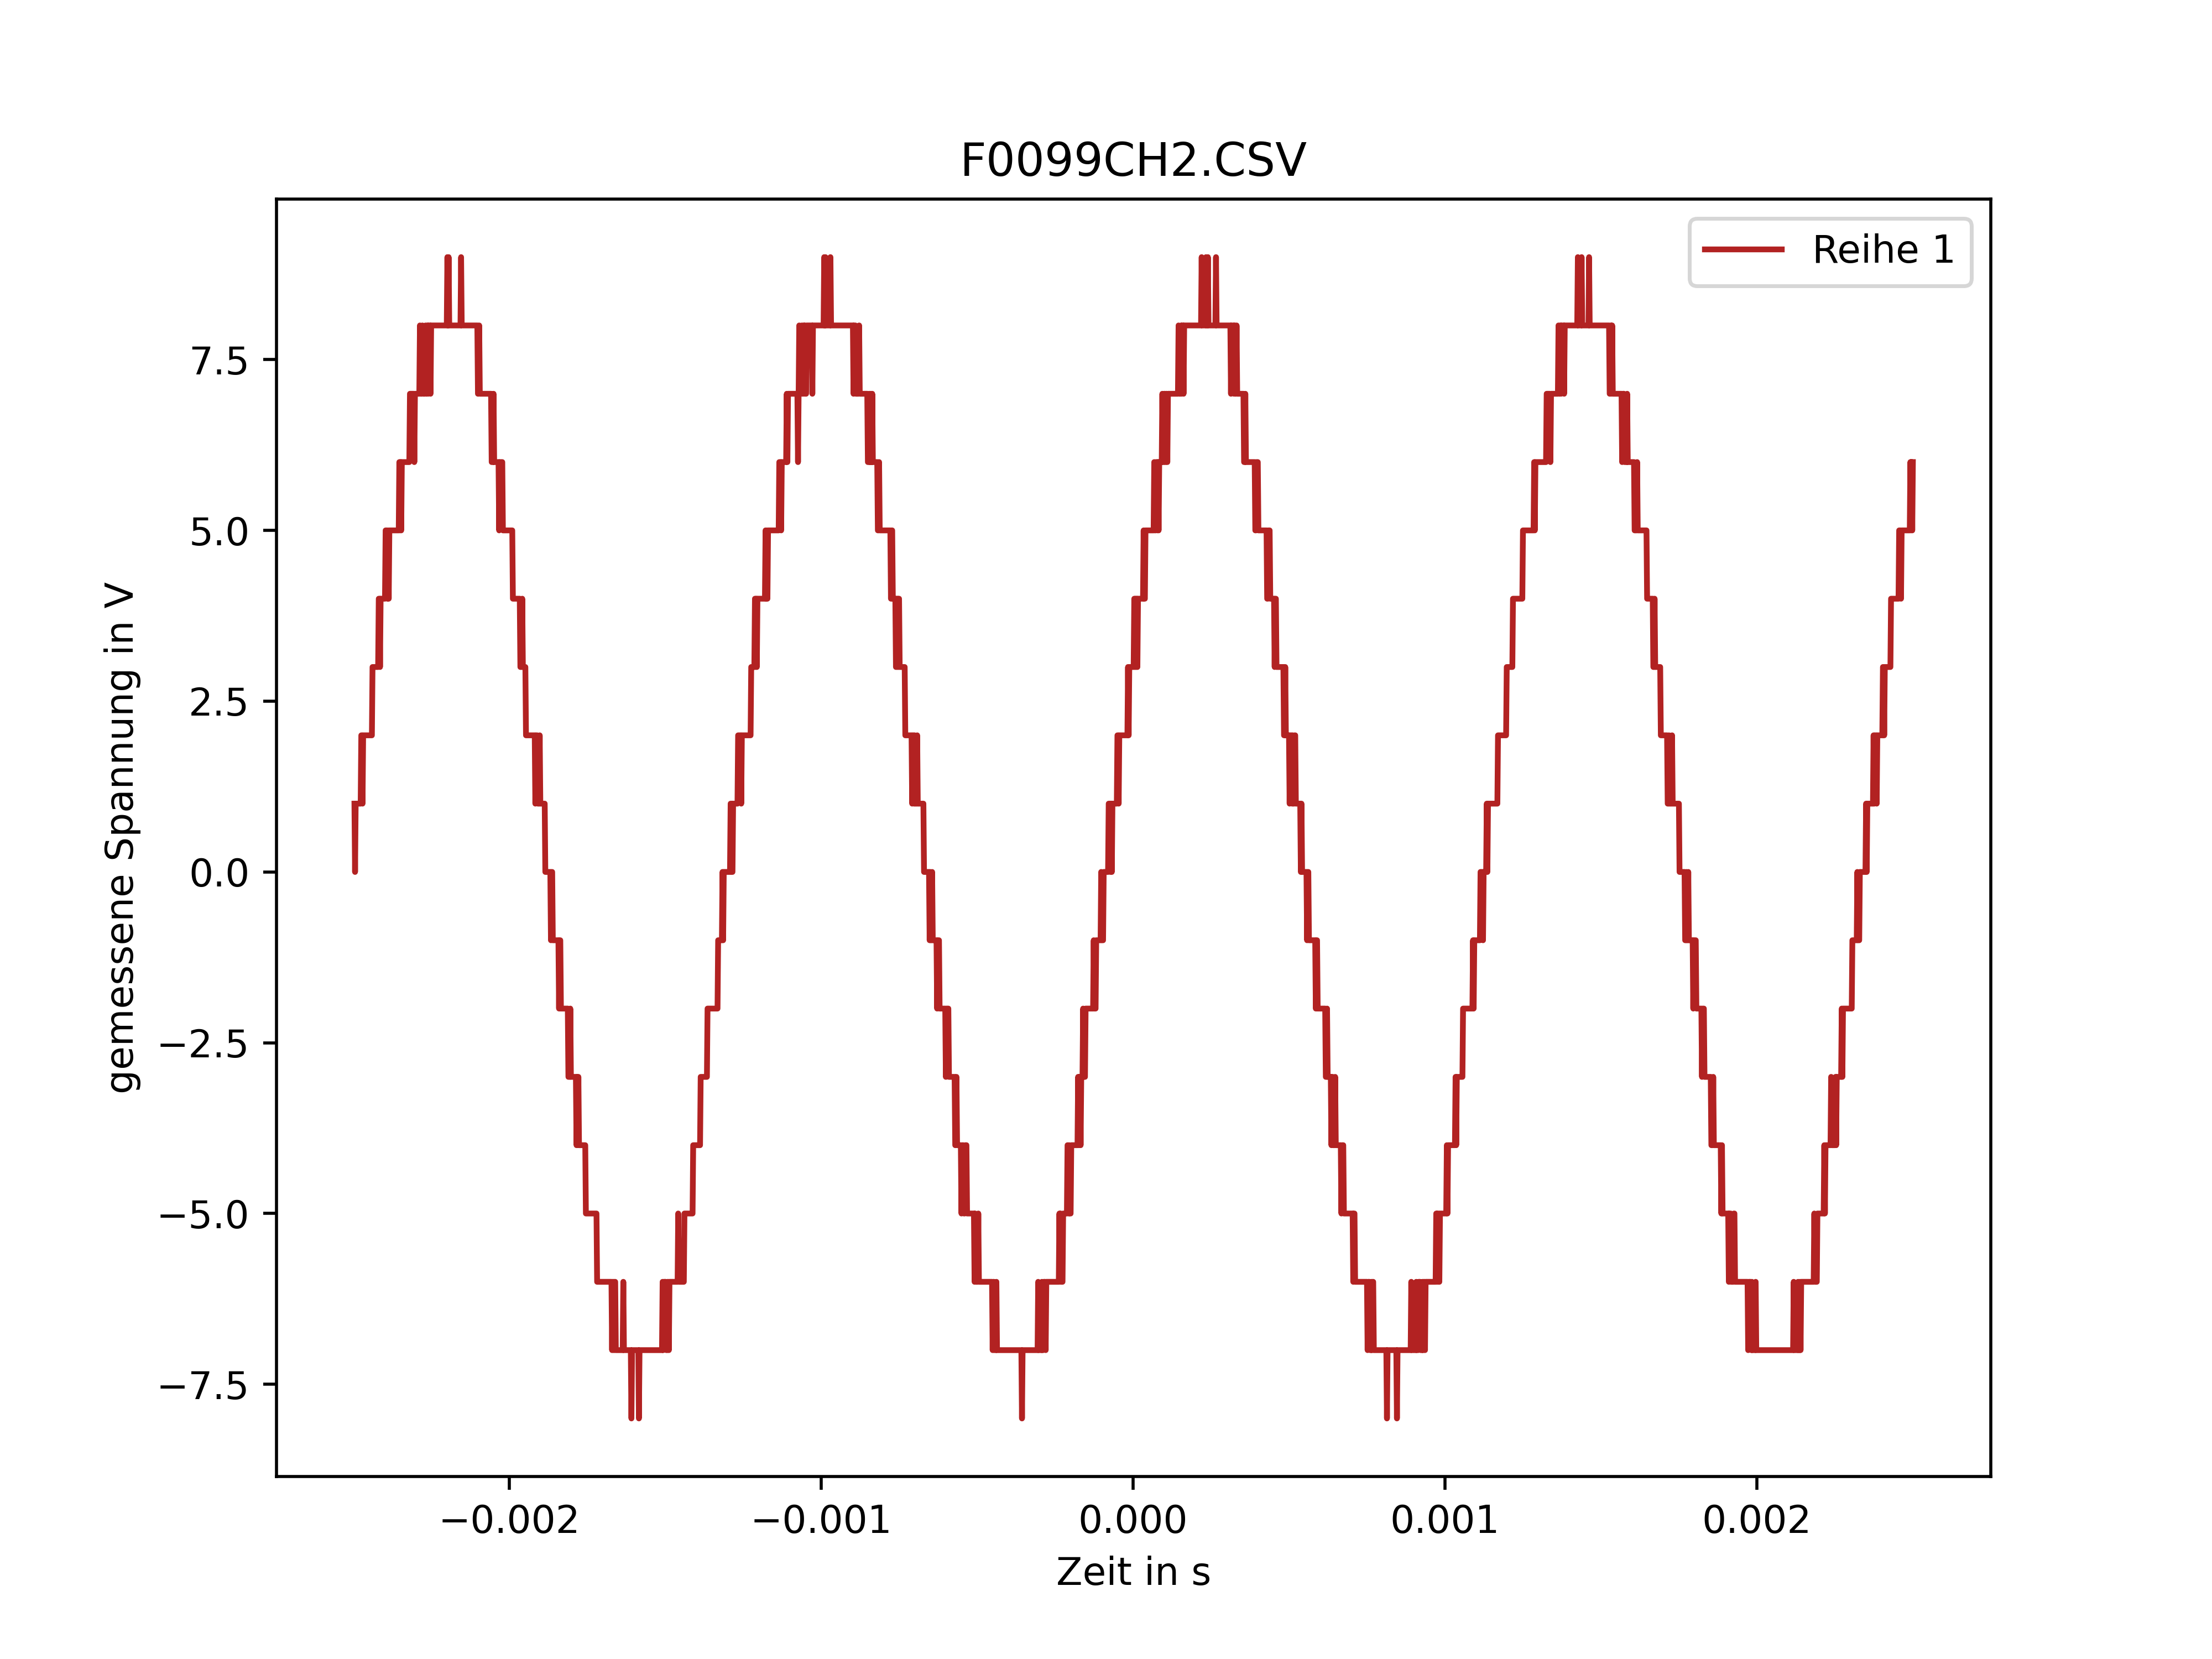 F0099CH2.CSV
Reihe 1
gemessene Spannung in V
7.5
5.0
2.5
0.0
−2.5
−5.0
−7.5
−0.002 −0.001 0.000 0.001 0.002
Zeit in s